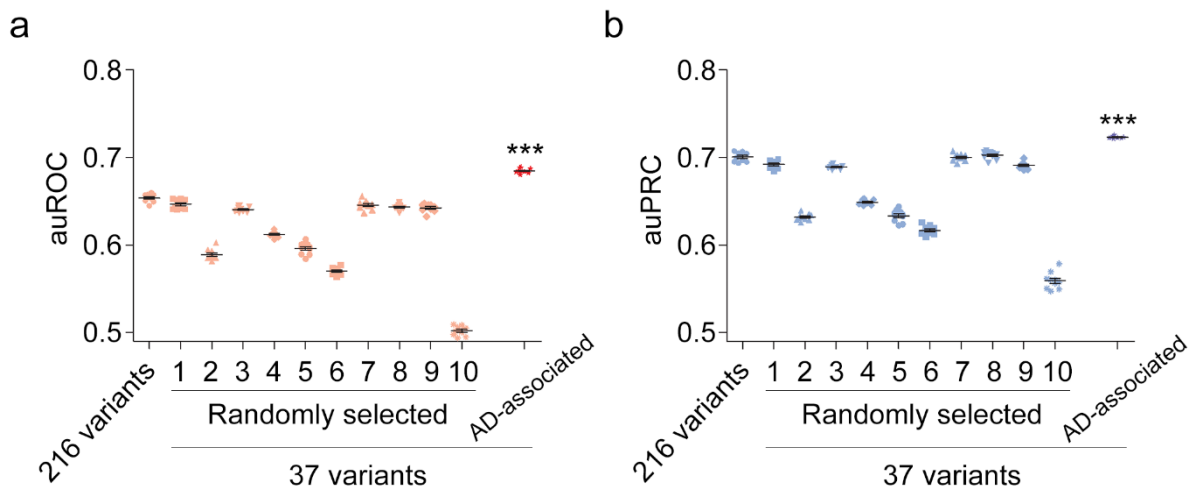 a
0.8
0.7
0.6
0.5
auROC
***
216 variants
1 2 3 4 5 6 7 8 9 10
AD-associated
Randomly selected
37 variants
b
0.8
0.7
0.6
0.5
auPRC
***
216 variants
1 2 3 4 5 6 7 8 9 10
AD-associated
Randomly selected
37 variants